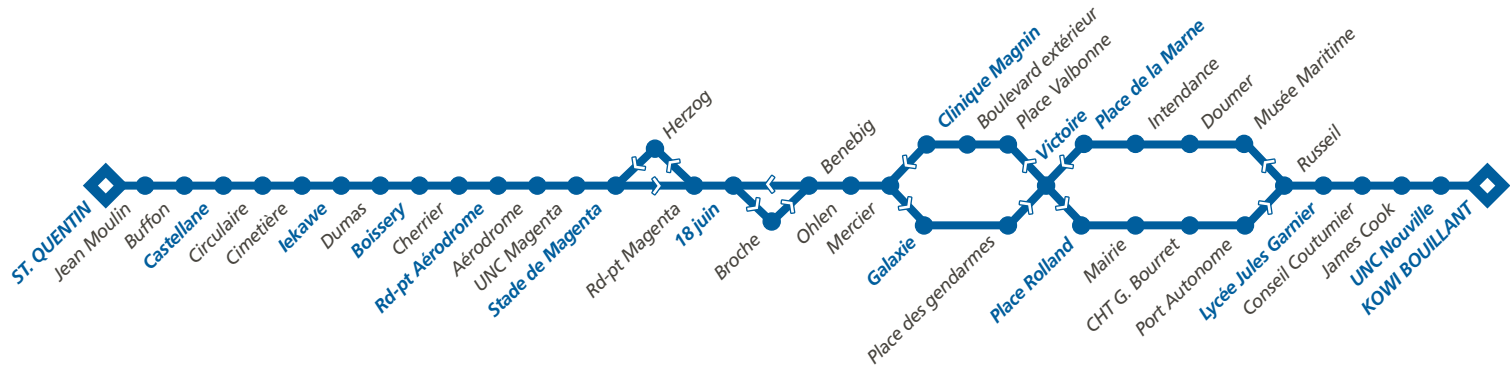 ST. QUENTIN
Jean Moulin
Buffon
Castellane
Circulaire
Cimetière
Iekawe
Dumas
Boissery
Cherrier
Rd-pt Aérodrome
Aérodrome
UNC Magenta
Stade de Magenta
Herzog
Rd-pt Magenta
18 juin
Broche
Benebig
Ohlen
Mercier
Clinique Magnin
Boulevard extérieur
Place Valbonne
Galaxie
Place des gendarmes
Victoire
Place de la Marne
Intendance
Doumer
Musée Maritime
Place Rolland
Mairie
CHT G. Bourret
Port Autonome
Russeil
Lycée Jules Garnier
Conseil Coutumier
James Cook
UNC Nouville
KOWI BOUILLANT